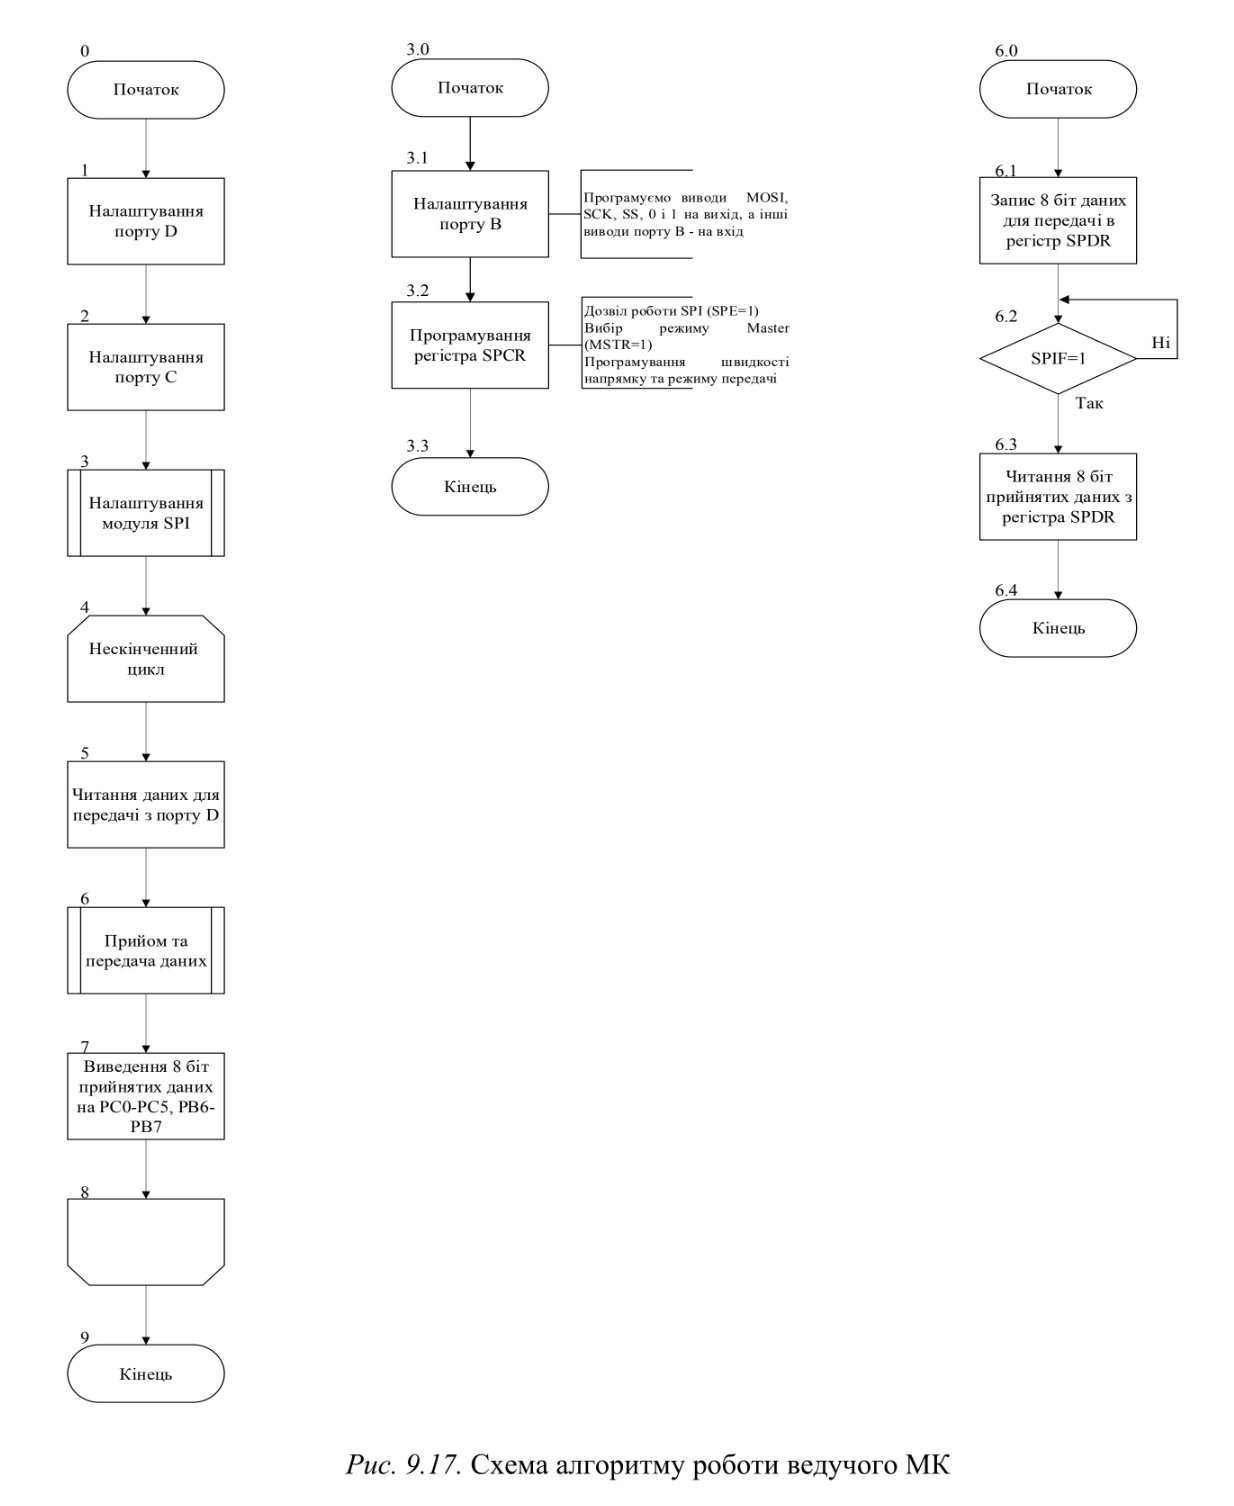 0
Початок
1
Налаштування
порту D
2
Налаштування
порту C
3
Налаштування
модуля SPI
4
Нескінченний
цикл
5
Читання даних для
передачі з порту D
6
Прийом та
передача даних
7
Виведення 8 біт
прийнятих даних
на PC0-PC5, PB6-
PB7
8
9
Кінець
3.0
Початок
3.1
Налаштування
порту B
Програмуємо виводи MOSI,
SCK, SS, 0 і 1 на вихід, а інші
виводи порту B - на вхід
3.2
Програмування
регістра SPCR
Дозвіл роботи SPI (SPE=1)
Вибір режиму Master
(MSTR=1)
Програмування швидкості
напрямку та режиму передачі
3.3
Кінець
6.0
Початок
6.1
Запис 8 біт даних
для передачі в
регістр SPDR
6.2
SPIF=1
Ні
Так
6.3
Читання 8 біт
прийнятих даних з
регістра SPDR
6.4
Кінець
Рис. 9.17. Схема алгоритму роботи ведучого МК